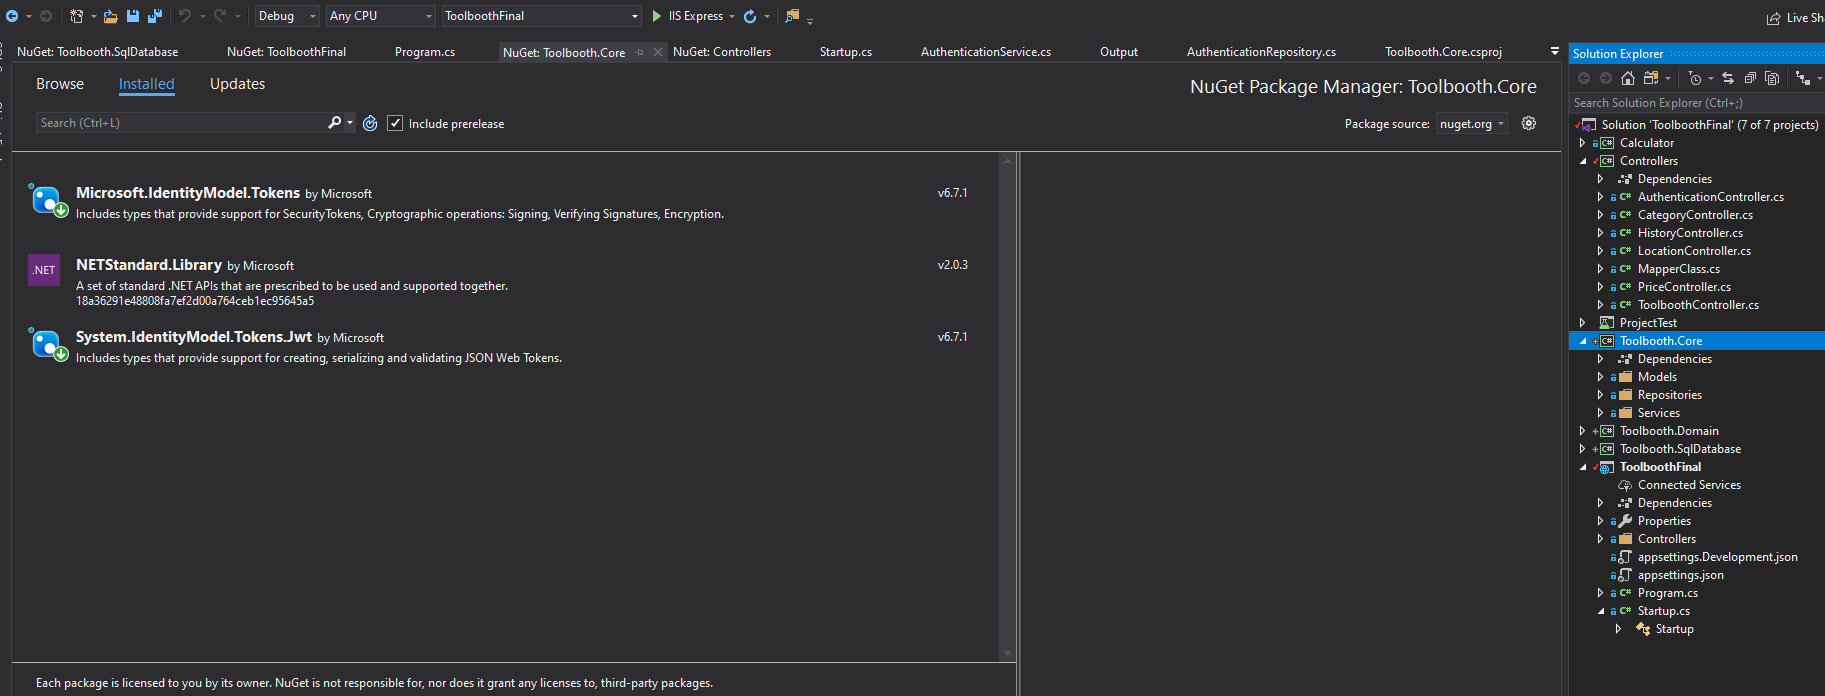 Debug
Any CPU
ToolboothFinal
IIS Express
Live Sh
NuGet: Toolbooth.SqlDatabase
NuGet: ToolboothFinal
Program.cs
NuGet: Toolbooth.Core
NuGet: Controllers
Startup.cs
AuthenticationService.cs
Output
AuthenticationRepository.cs
Toolbooth.Core.csproj
Browse
Installed
Updates
NuGet Package Manager: Toolbooth.Core
Search (Ctrl+L)
Include prerelease
Package source:
nuget.org
Microsoft.IdentityModel.Tokens by Microsoft
v6.7.1
Includes types that provide support for SecurityTokens, Cryptographic operations: Signing, Verifying Signatures, Encryption.
.NET
NETStandard.Library by Microsoft
v2.0.3
A set of standard .NET APIs that are prescribed to be used and supported together.
18a36291e48808fa7ef2d00a764ceb1ec95645a5
System.IdentityModel.Tokens.Jwt by Microsoft
v6.7.1
Includes types that provide support for creating, serializing and validating JSON Web Tokens.
Each package is licensed to you by its owner. NuGet is not responsible for, nor does it grant any licenses to, third-party packages.
Solution Explorer
Search Solution Explorer (Ctrl+;)
Solution 'ToolboothFinal' (7 of 7 projects)
C# Calculator
C# Controllers
Dependencies
C# AuthenticationController.cs
C# CategoryController.cs
C# HistoryController.cs
C# LocationController.cs
C# MapperClass.cs
C# PriceController.cs
C# ToolboothController.cs
ProjectTest
C# Toolbooth.Core
Dependencies
Models
Repositories
Services
C# Toolbooth.Domain
C# Toolbooth.SqlDatabase
ToolboothFinal
Connected Services
Dependencies
Properties
Controllers
appsettings.Development.json
appsettings.json
C# Program.cs
C# Startup.cs
Startup